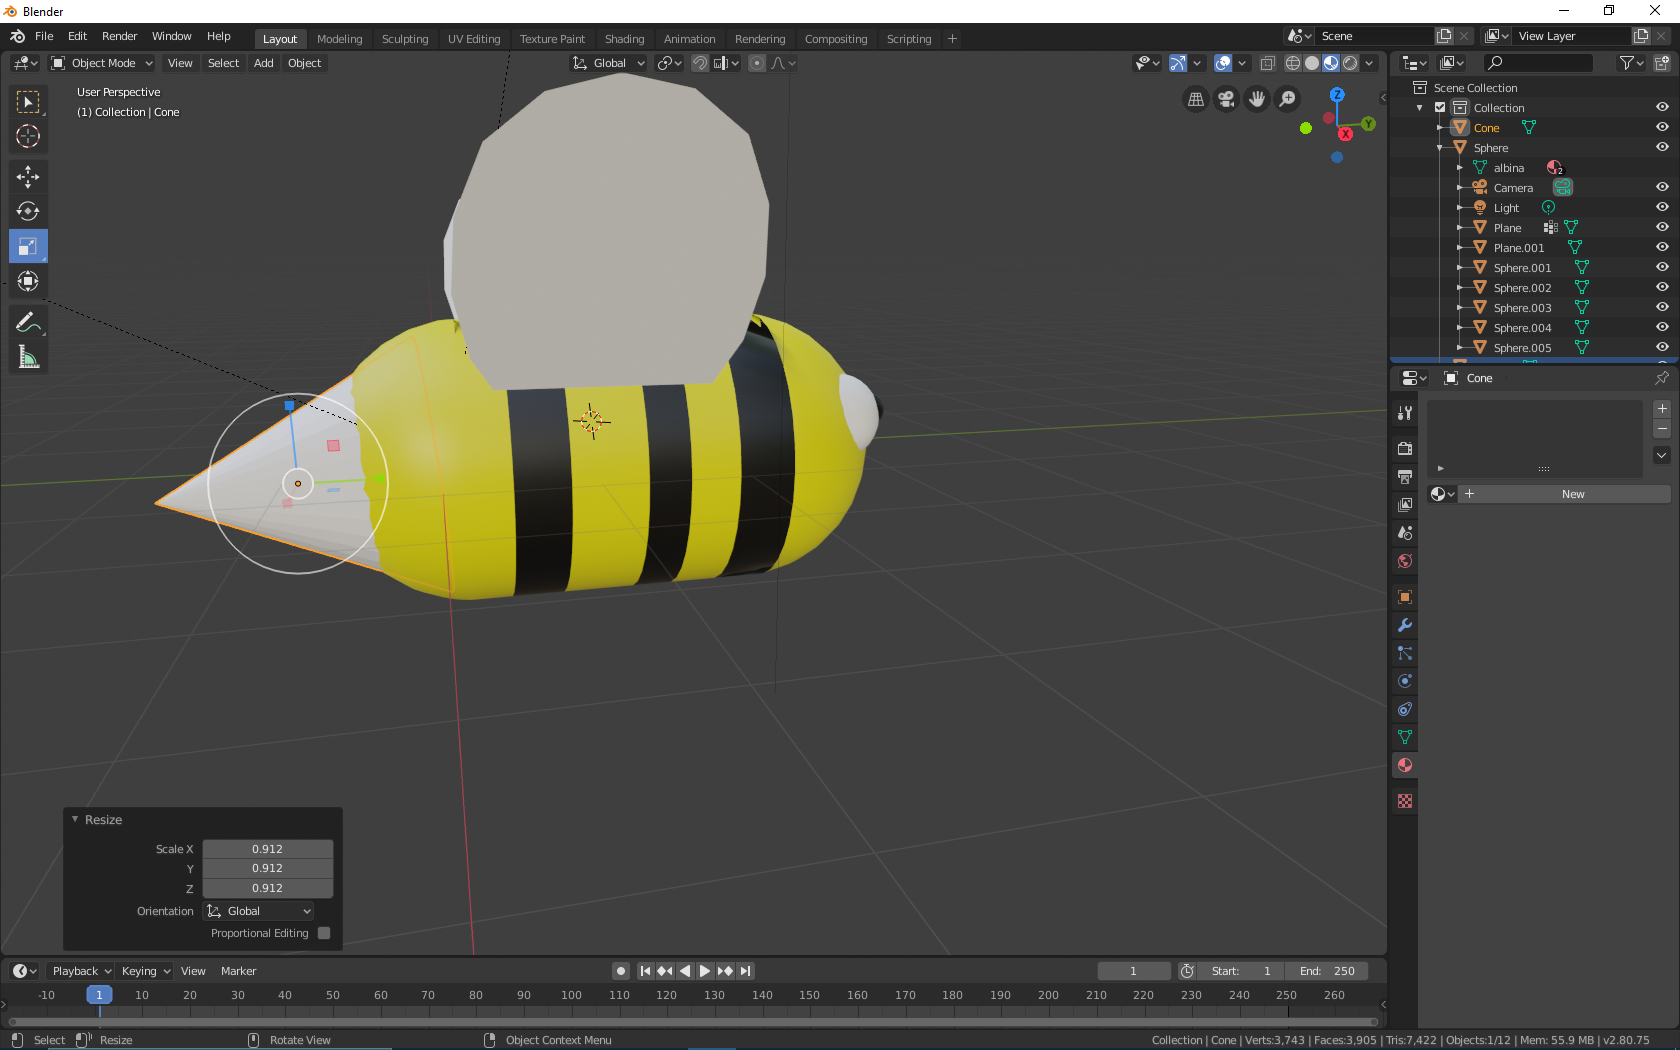 Blender
File Edit Render Window Help Layout Modeling Sculpting UV Editing Texture Paint Shading Animation Rendering Compositing Scripting + Scene View Layer
Object Mode View Select Add Object Global
User Perspective
(1) Collection | Cone
Z
Y
X
Scene Collection
Collection
Cone
Sphere
albina 2
Camera
Light
Plane
Plane.001
Sphere.001
Sphere.002
Sphere.003
Sphere.004
Sphere.005
Cone
New
Resize
Scale X 0.912
Y 0.912
Z 0.912
Orientation Global
Proportional Editing
Playback Keying View Marker 1 Start: 1 End: 250
-10 1 10 20 30 40 50 60 70 80 90 100 110 120 130 140 150 160 170 180 190 200 210 220 230 240 250 260
Select Resize Rotate View Object Context Menu Collection | Cone | Verts:3,743 | Faces:3,905 | Tris:7,422 | Objects:1/12 | Mem: 55.9 MB | v2.80.75